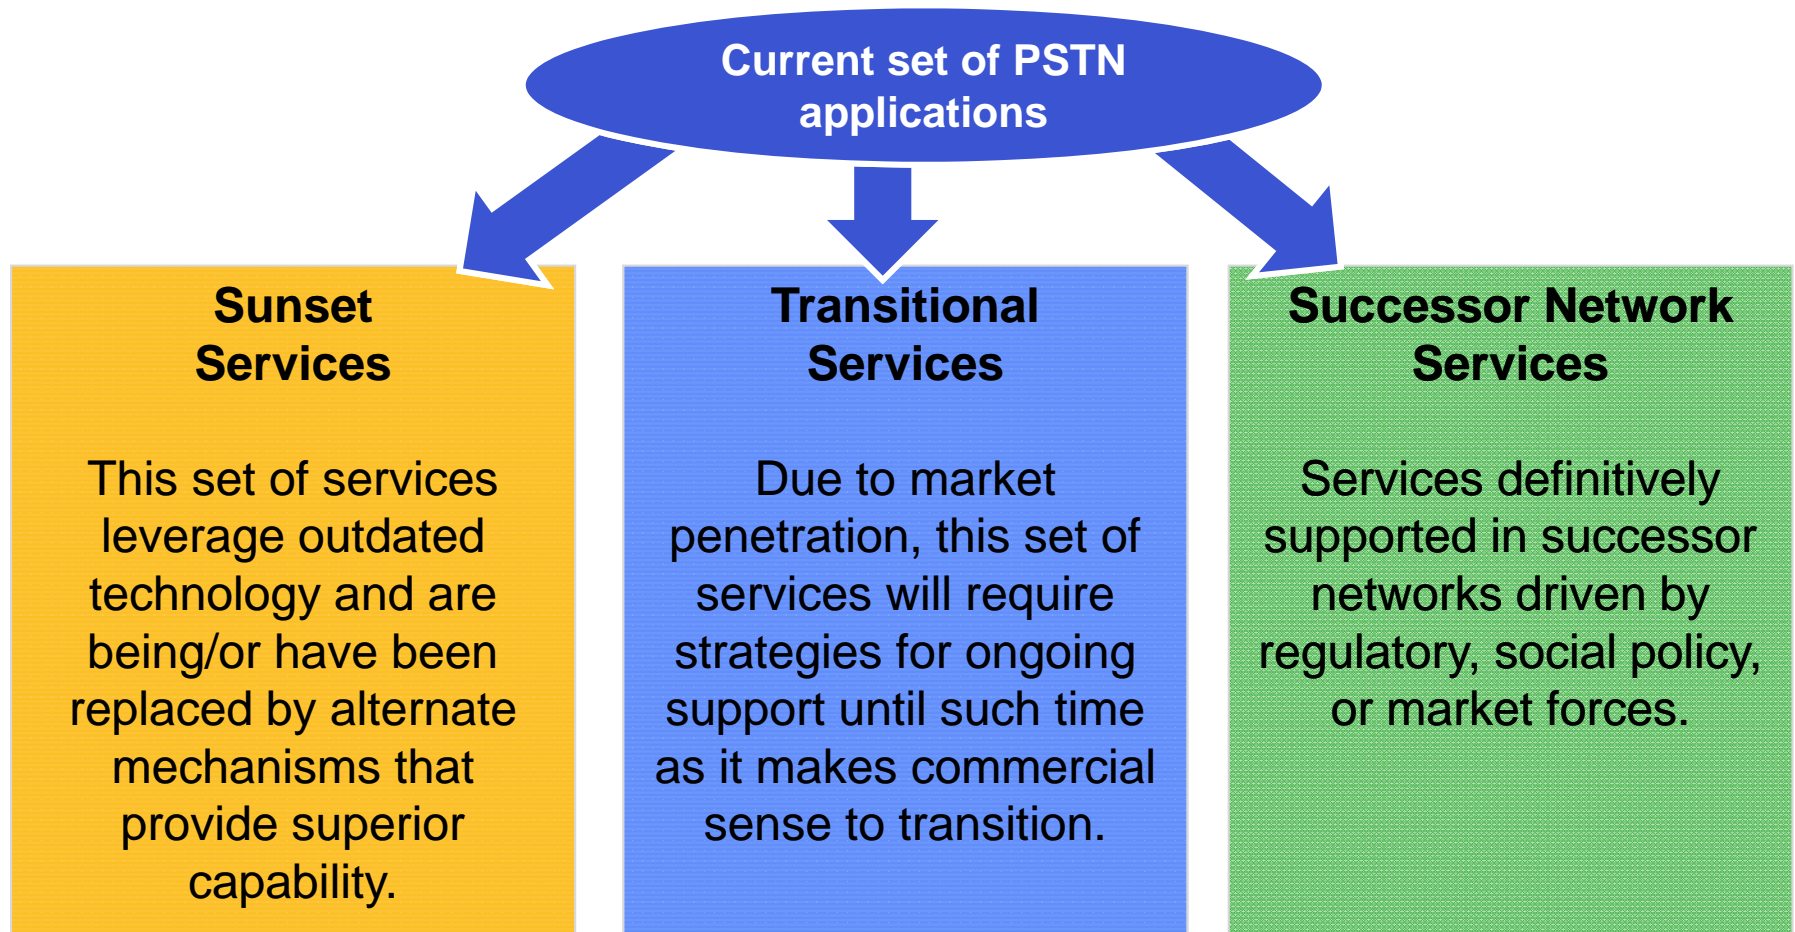 Current set of PSTN
applications
Sunset
Services
This set of services
leverage outdated
technology and are
being/or have been
replaced by alternate
mechanisms that
provide superior
capability.
Transitional
Services
Due to market
penetration, this set of
services will require
strategies for ongoing
support until such time
as it makes commercial
sense to transition.
Successor Network
Services
Services definitively
supported in successor
networks driven by
regulatory, social policy,
or market forces.